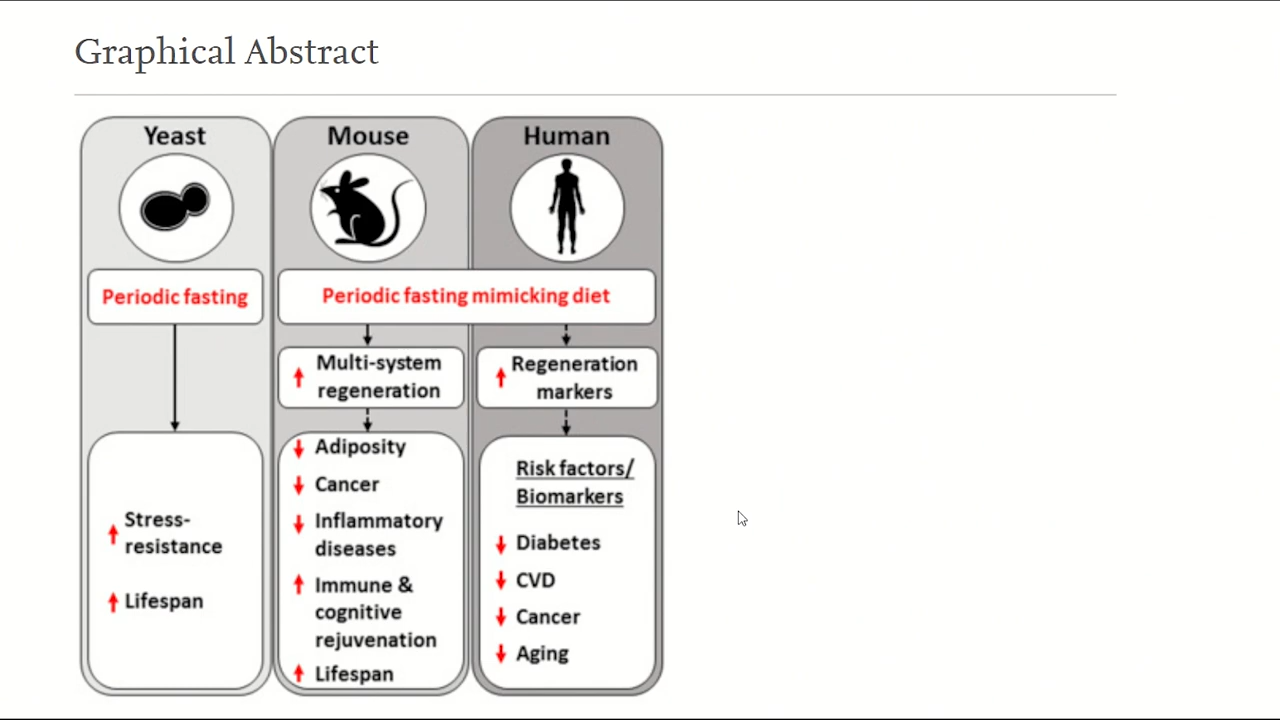 Graphical Abstract
Yeast
Periodic fasting
Stress-
resistance
Lifespan
Mouse
Human
Periodic fasting mimicking diet
Multi-system
regeneration
Adiposity
Cancer
Inflammatory
diseases
Immune &
cognitive
rejuvenation
Lifespan
Regeneration
markers
Risk factors/
Biomarkers
Diabetes
CVD
Cancer
Aging